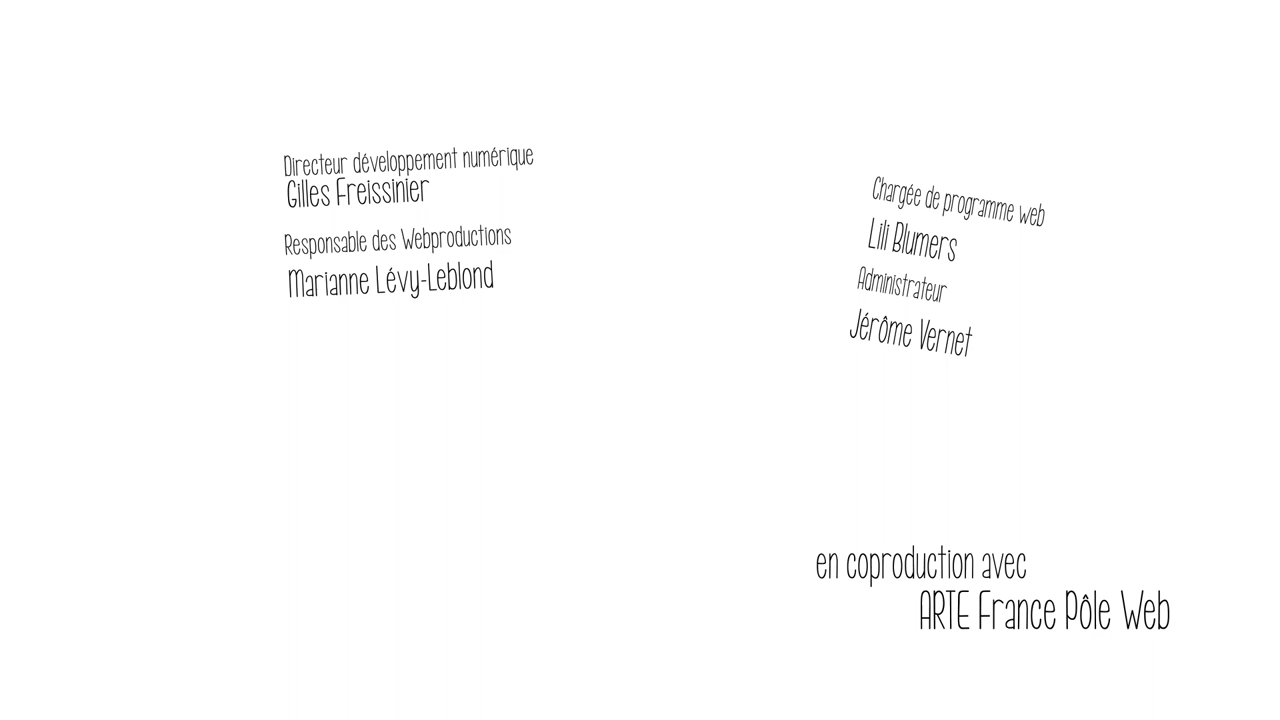 Directeur développement numérique
Gilles Freissinier
Responsable des Webproductions
Marianne Lévy-Leblond
Chargée de programme web
Lili Blumers
Administrateur
Jérôme Vernet
en coproduction avec
ARTE France Pôle Web